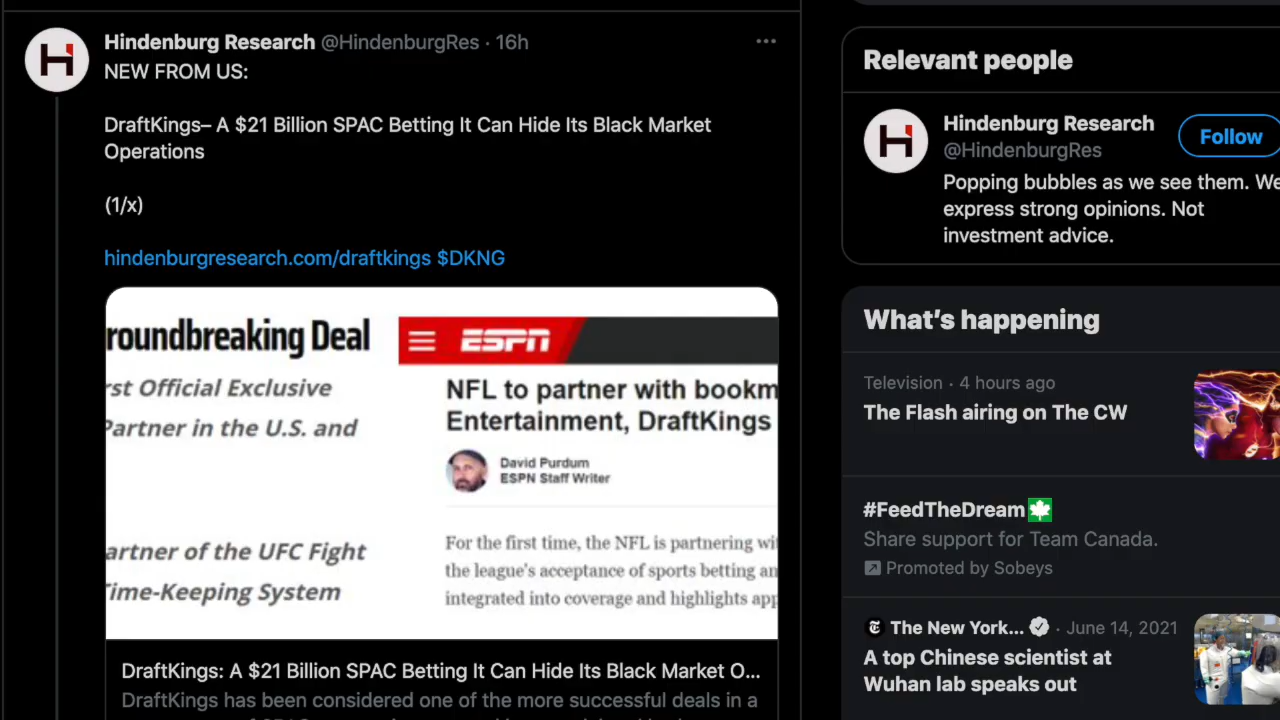 Hindenburg Research @HindenburgRes · 16h
NEW FROM US:
DraftKings– A $21 Billion SPAC Betting It Can Hide Its Black Market
Operations
(1/x)
hindenburgresearch.com/draftkings $DKNG
roundbreaking Deal
rst Official Exclusive
Partner in the U.S. and
artner of the UFC Fight
Time-Keeping System
ESPN
NFL to partner with bookm
Entertainment, DraftKings
David Purdum
ESPN Staff Writer
For the first time, the NFL is partnering wi
the league's acceptance of sports betting an
integrated into coverage and highlights app
DraftKings: A $21 Billion SPAC Betting It Can Hide Its Black Market O...
DraftKings has been considered one of the more successful deals in a
Relevant people
Hindenburg Research
@HindenburgRes
Follow
Popping bubbles as we see them. We
express strong opinions. Not
investment advice.
What's happening
Television · 4 hours ago
The Flash airing on The CW
#FeedTheDream
Share support for Team Canada.
Promoted by Sobeys
The New York... · June 14, 2021
A top Chinese scientist at
Wuhan lab speaks out